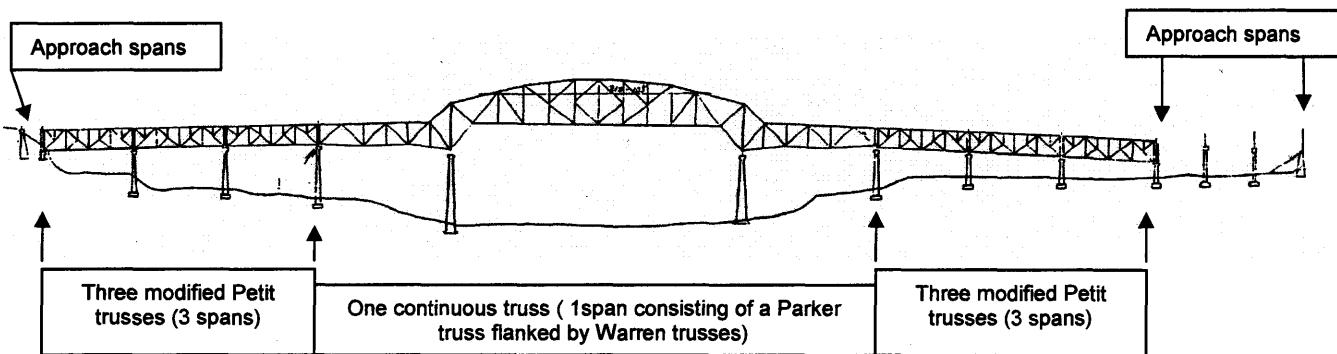 Approach spans
Approach spans
Three modified Petit
trusses (3 spans)
One continuous truss ( 1span consisting of a Parker
truss flanked by Warren trusses)
Three modified Petit
trusses (3 spans)